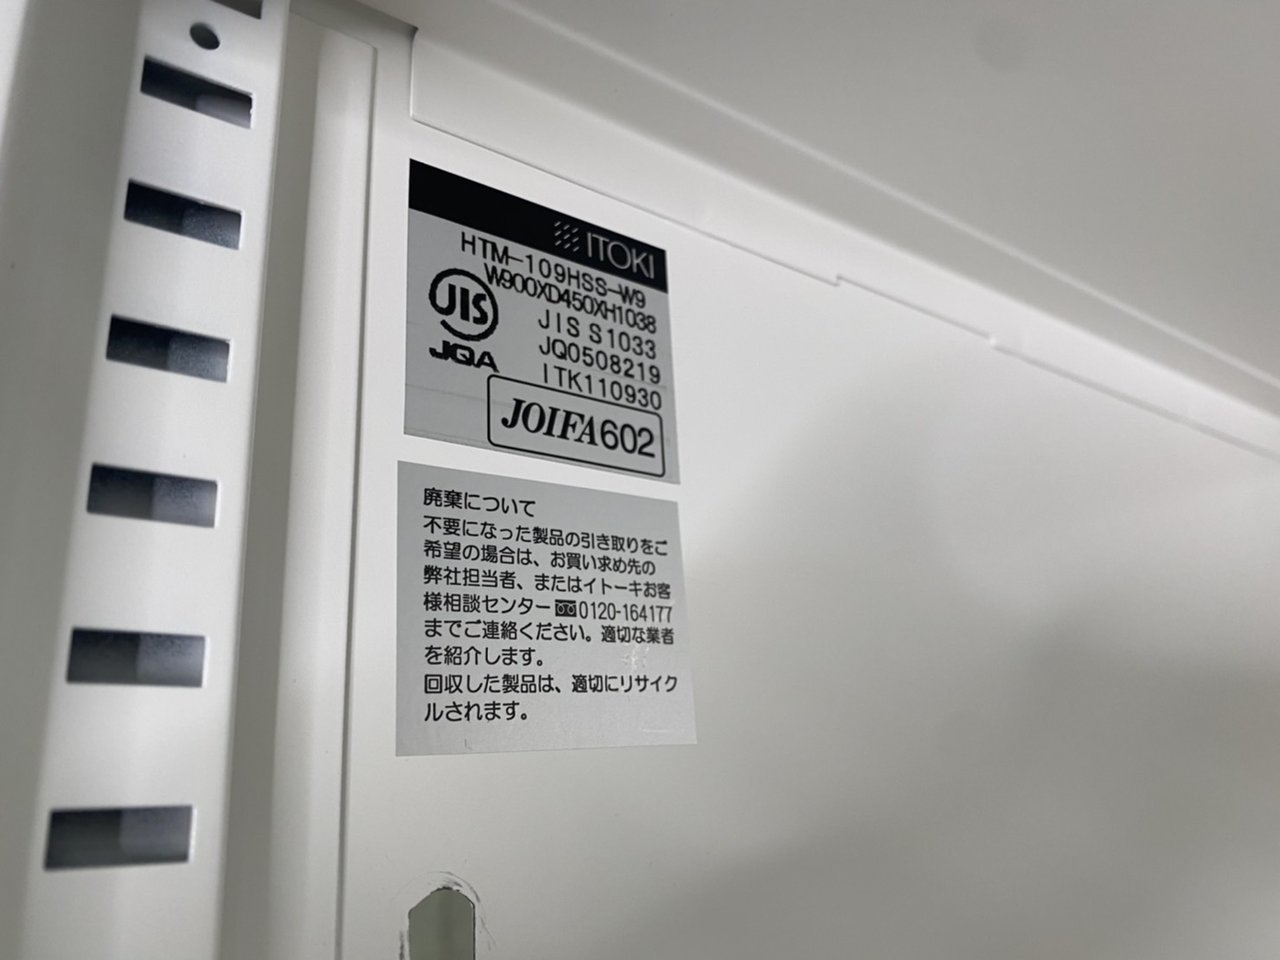 ITOKI
HTM-109HSS-W9
W900XD450XH1038
JIS
JIS S1033
JQA
JQ0508219
ITK110930
JOIFA602
廃棄について
不要になった製品の引き取りをご
希望の場合は、お買い求め先の
弊社担当者、またはイトーキお客
様相談センター 0120-164177
までご連絡ください。適切な業者
を紹介します。
回収した製品は、適切にリサイク
ルされます。